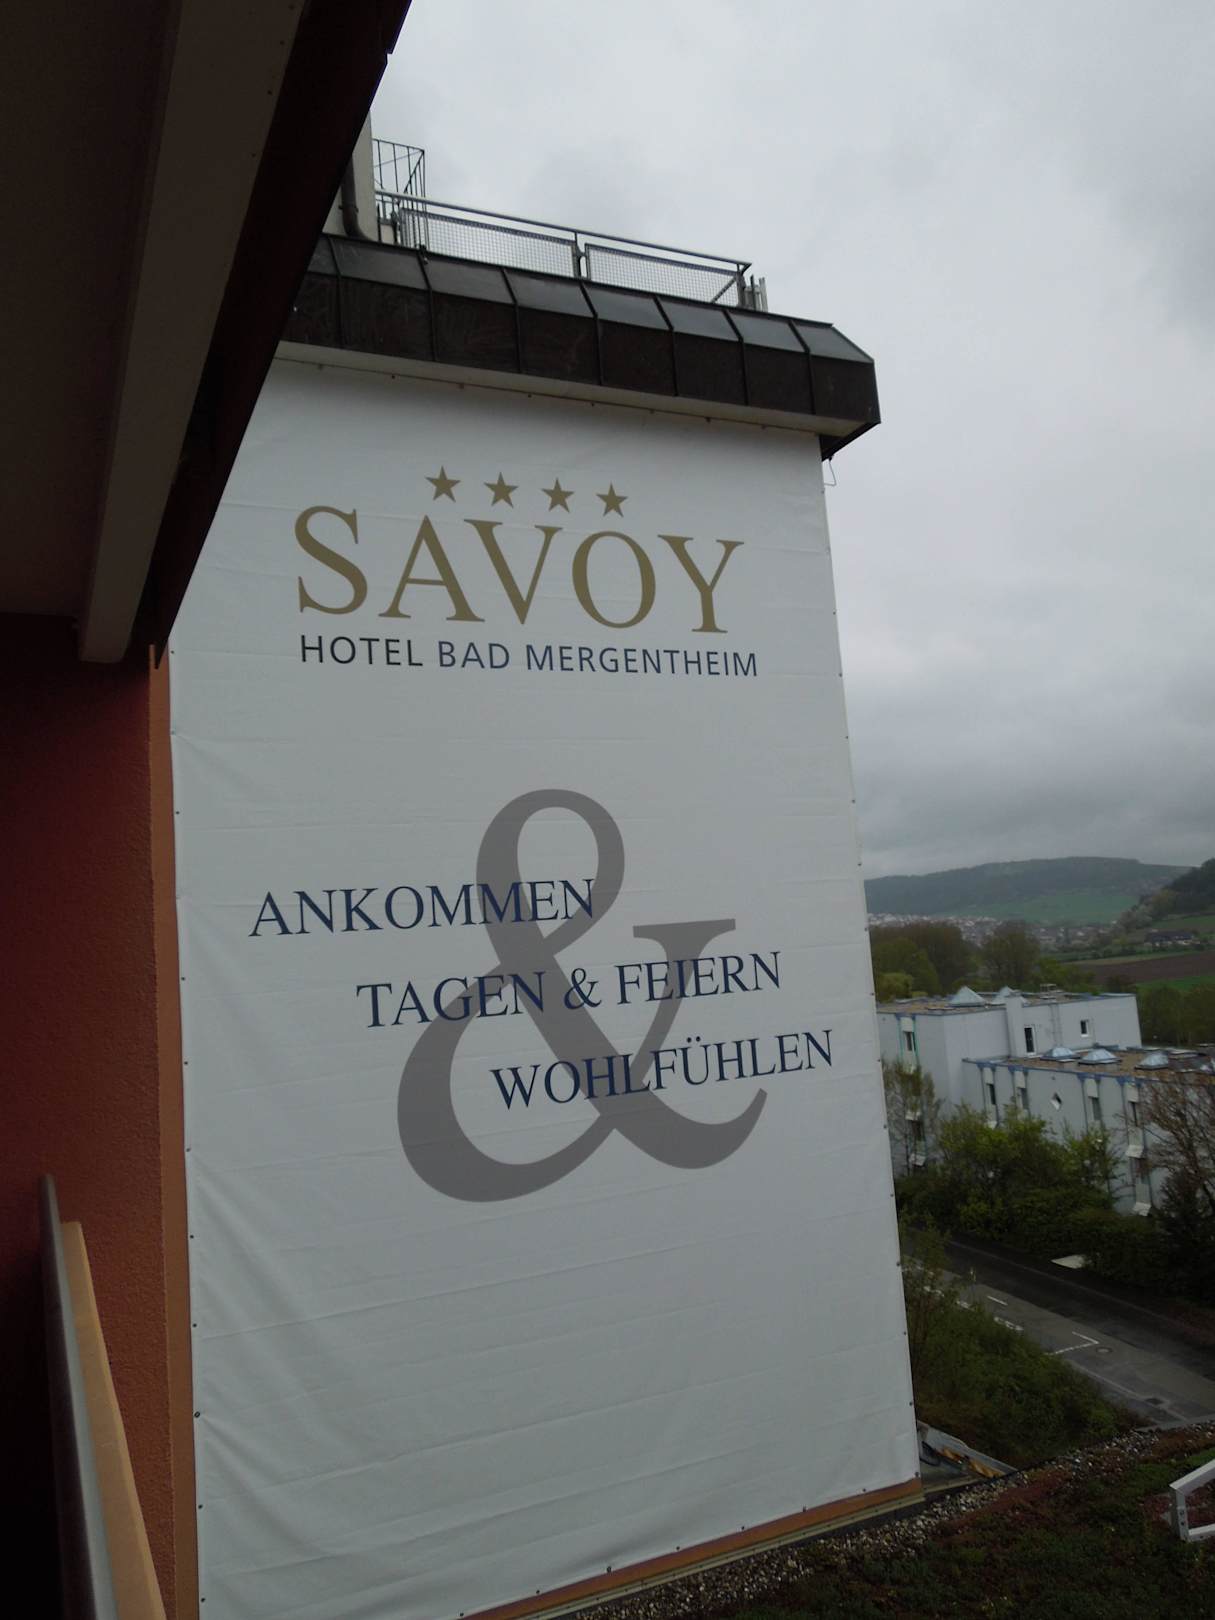 SAVOY
HOTEL BAD MERGENTHEIM
&
ANKOMMEN
TAGEN & FEIERN
WOHLFÜHLEN